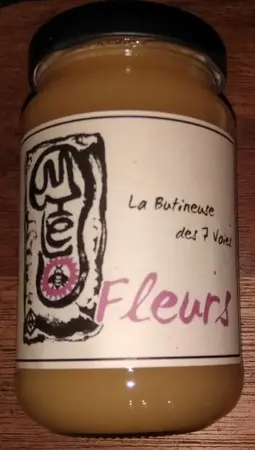 MIEL
La Butineuse
des 7 Voies
Fleurs